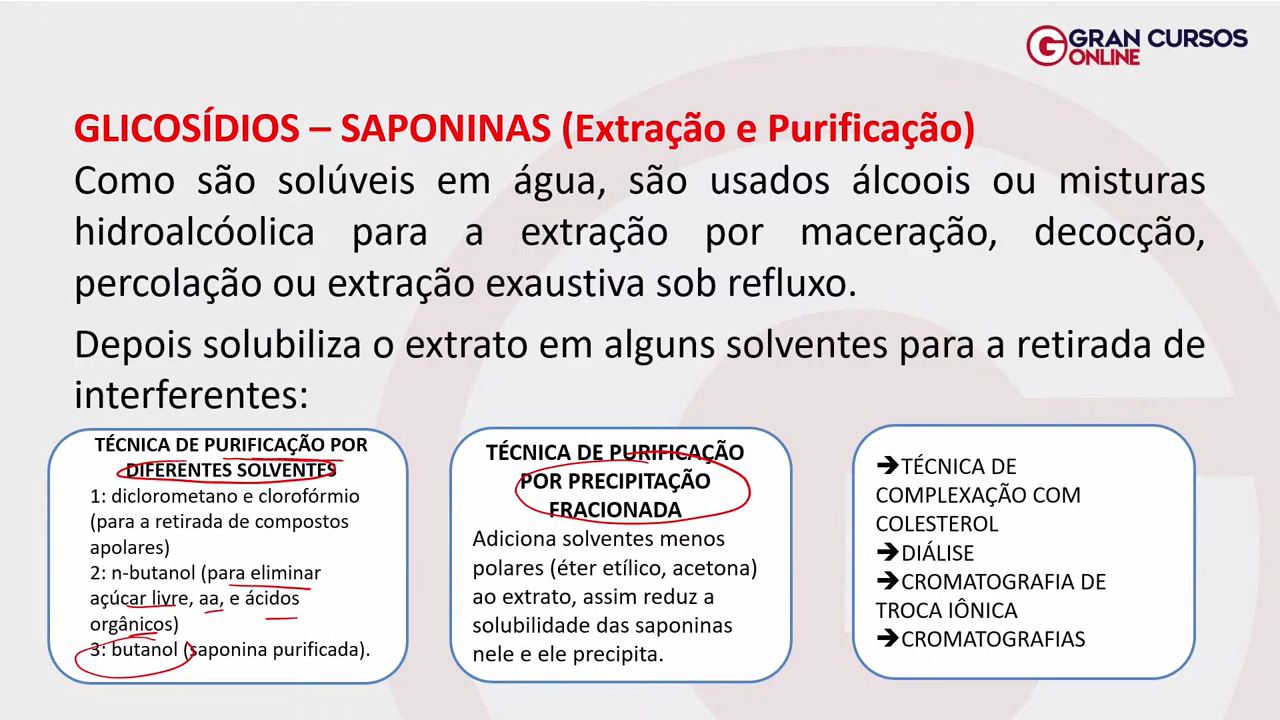 GRAN CURSOS
ONLINE
GLICOSÍDIOS – SAPONINAS (Extração e Purificação)
Como são solúveis em água, são usados álcoois ou misturas
hidroalcóolica para a extração por maceração, decocção,
percolação ou extração exaustiva sob refluxo.
Depois solubiliza o extrato em alguns solventes para a retirada de
interferentes:
TÉCNICA DE PURIFICAÇÃO POR
DIFERENTES SOLVENTES
1: diclorometano e clorofórmio
(para a retirada de compostos
apolares)
2: n-butanol (para eliminar
açúcar livre, aa, e ácidos
orgânicos)
3: butanol (saponina purificada).
TÉCNICA DE PURIFICAÇÃO
POR PRECIPITAÇÃO
FRACIONADA
Adiciona solventes menos
polares (éter etílico, acetona)
ao extrato, assim reduz a
solubilidade das saponinas
nele e ele precipita.
➔TÉCNICA DE
COMPLEXAÇÃO COM
COLESTEROL
➔DIÁLISE
➔CROMATOGRAFIA DE
TROCA IÔNICA
➔CROMATOGRAFIAS